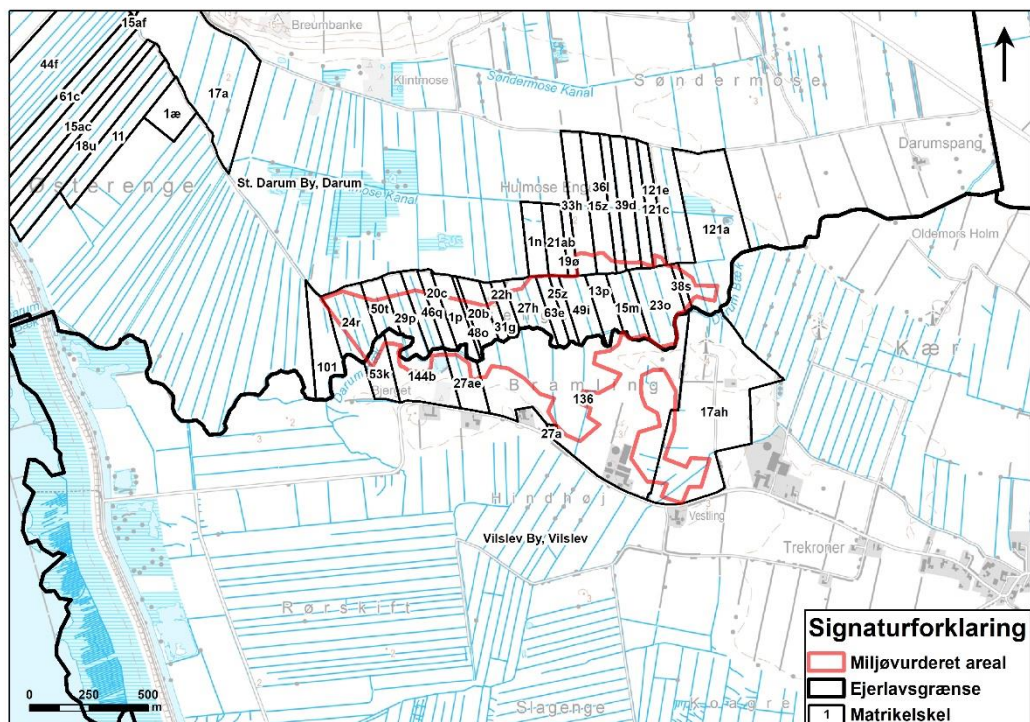 15af
Breumbanke
44f
17a
Klintmose
Søndermose Kanal
Søndermose
61c
1æ
15ac
11
18u
Darumspang
Østerenge
St. Darum By, Darum
Hulmose Eng
36l
121e
33h
15z
39d
121c
121a
Oldemors Holm
1n
21ab
19ø
38s
22h
25z
13p
20c
50t
46q
20b
27h
63e
49i
15m
23o
24r
29p
1p
48o
31g
101
53k
144b
Bramling
Kær
27ae
136
17ah
27a
Hindhøj
Vestling
Vilslev By, Vilslev
Trekroner
Rørskift
Slagenge
Signaturforklaring
Miljøvurderet areal
Ejerlavsgrænse
1 Matrikelskel
0 250 500
m